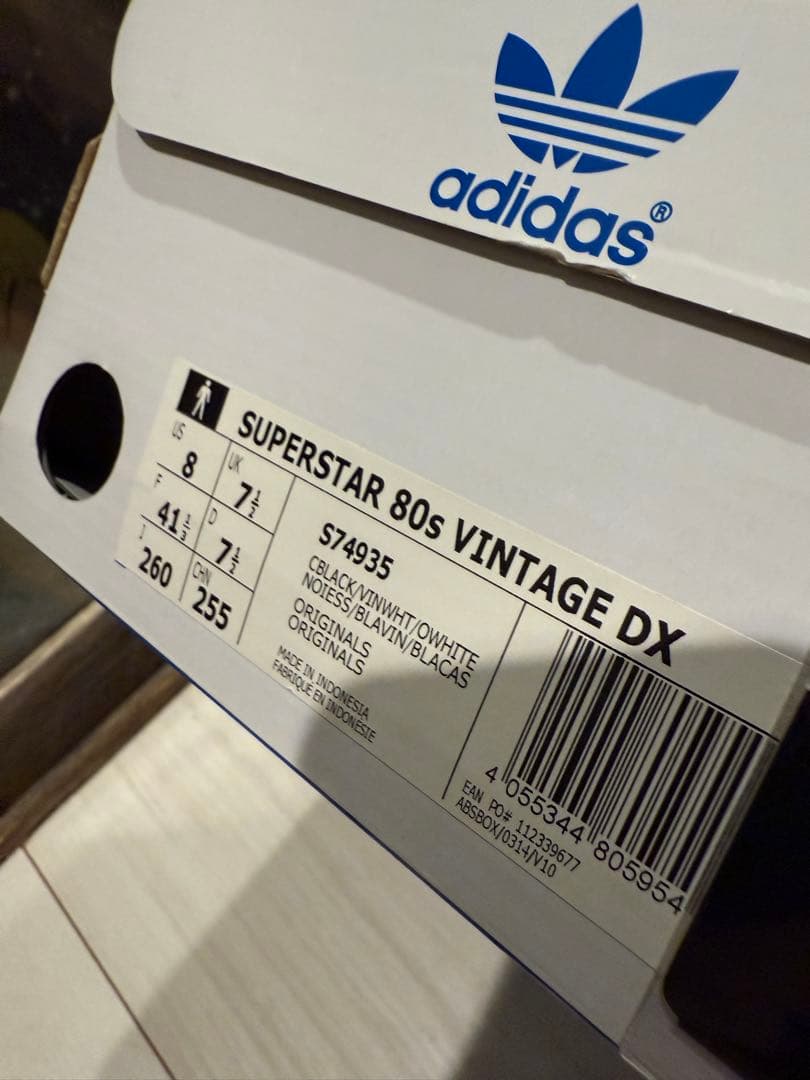 adidas®
SUPERSTAR 80s VINTAGE DX
US 8 UK 7½
F 41⅓ D 7½
J 260 CHN 255
S74935
CBLACK/VINWHT/OWHITE
NOIESS/BLAVIN/BLACAS
ORIGINALS
ORIGINALS
MADE IN INDONESIA
FABRIQUE EN INDONÉSIE
4 055344 805954
EAN PO# 112339677
ABSBOX/0314/V10